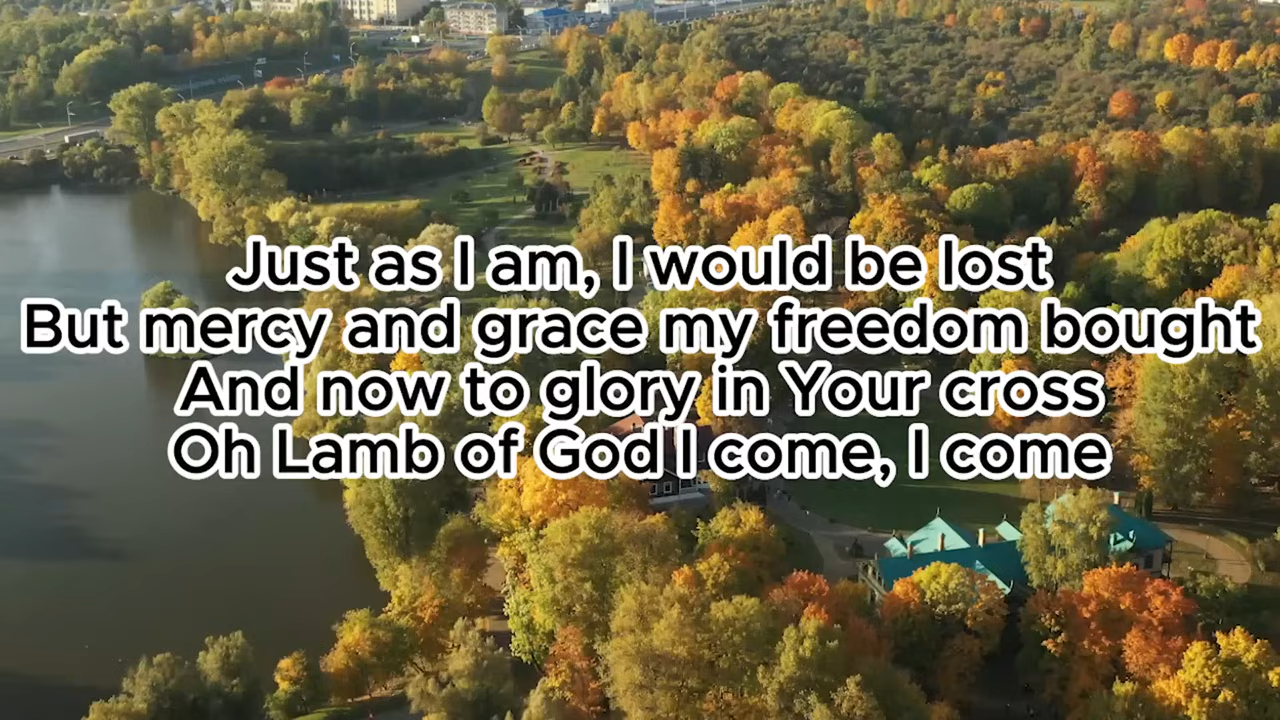 Just as I am, I would be lost
But mercy and grace my freedom bought
And now to glory in Your cross
Oh Lamb of God I come, I come